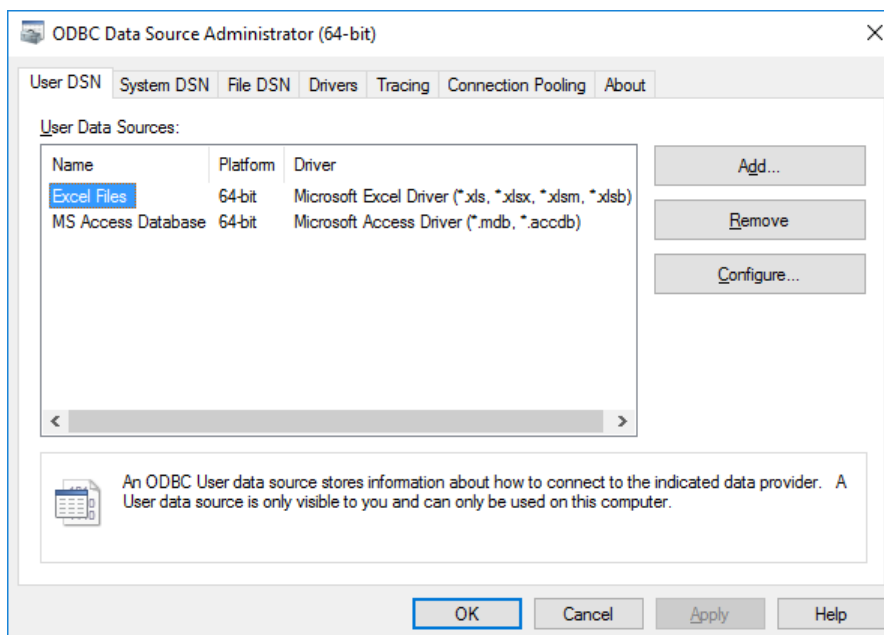 ODBC Data Source Administrator (64-bit)
User DSN System DSN File DSN Drivers Tracing Connection Pooling About
User Data Sources:
Name Platform Driver
Excel Files 64-bit Microsoft Excel Driver (*.xls, *.xlsx, *.xlsm, *.xlsb)
MS Access Database 64-bit Microsoft Access Driver (*.mdb, *.accdb)
Add...
Remove
Configure...
An ODBC User data source stores information about how to connect to the indicated data provider. A
User data source is only visible to you and can only be used on this computer.
OK Cancel Apply Help